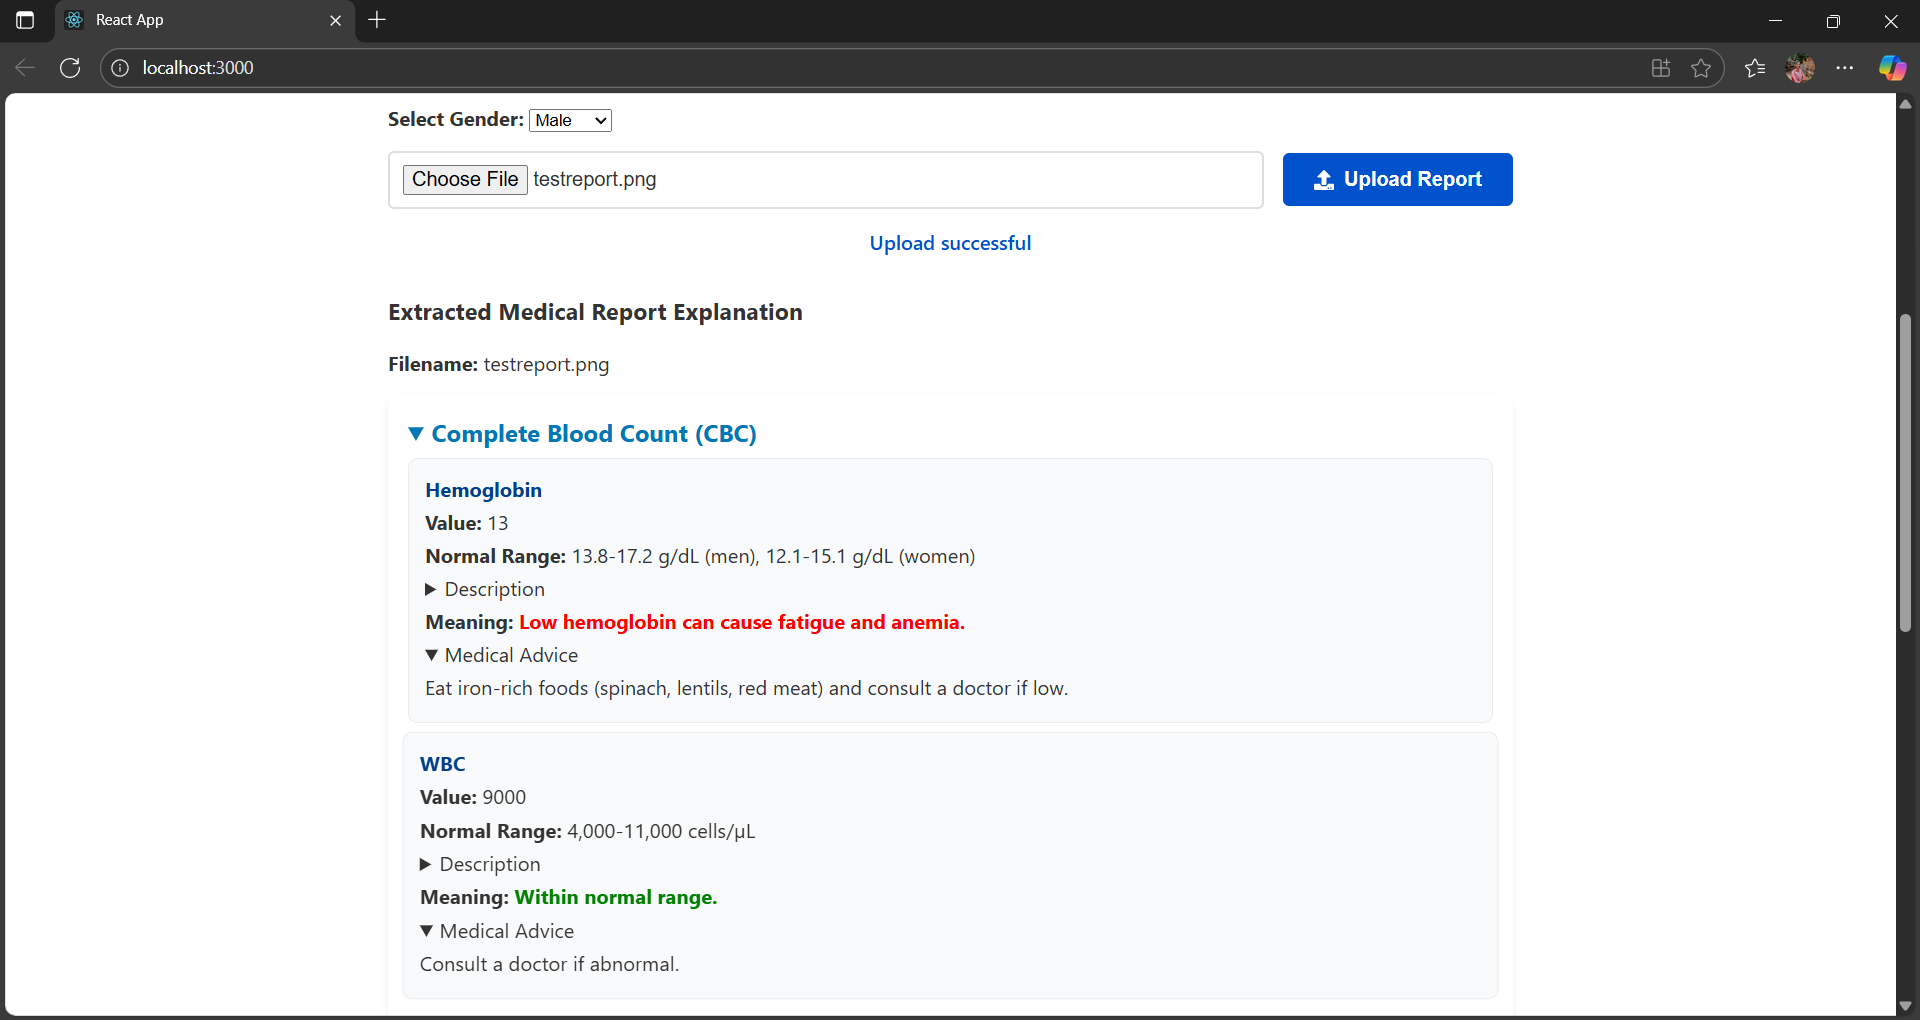 React App
localhost:3000
Select Gender: Male
Choose File testreport.png
Upload Report
Upload successful
Extracted Medical Report Explanation
Filename: testreport.png
Complete Blood Count (CBC)
Hemoglobin
Value: 13
Normal Range: 13.8-17.2 g/dL (men), 12.1-15.1 g/dL (women)
Description
Meaning: Low hemoglobin can cause fatigue and anemia.
Medical Advice
Eat iron-rich foods (spinach, lentils, red meat) and consult a doctor if low.
WBC
Value: 9000
Normal Range: 4,000-11,000 cells/µL
Description
Meaning: Within normal range.
Medical Advice
Consult a doctor if abnormal.